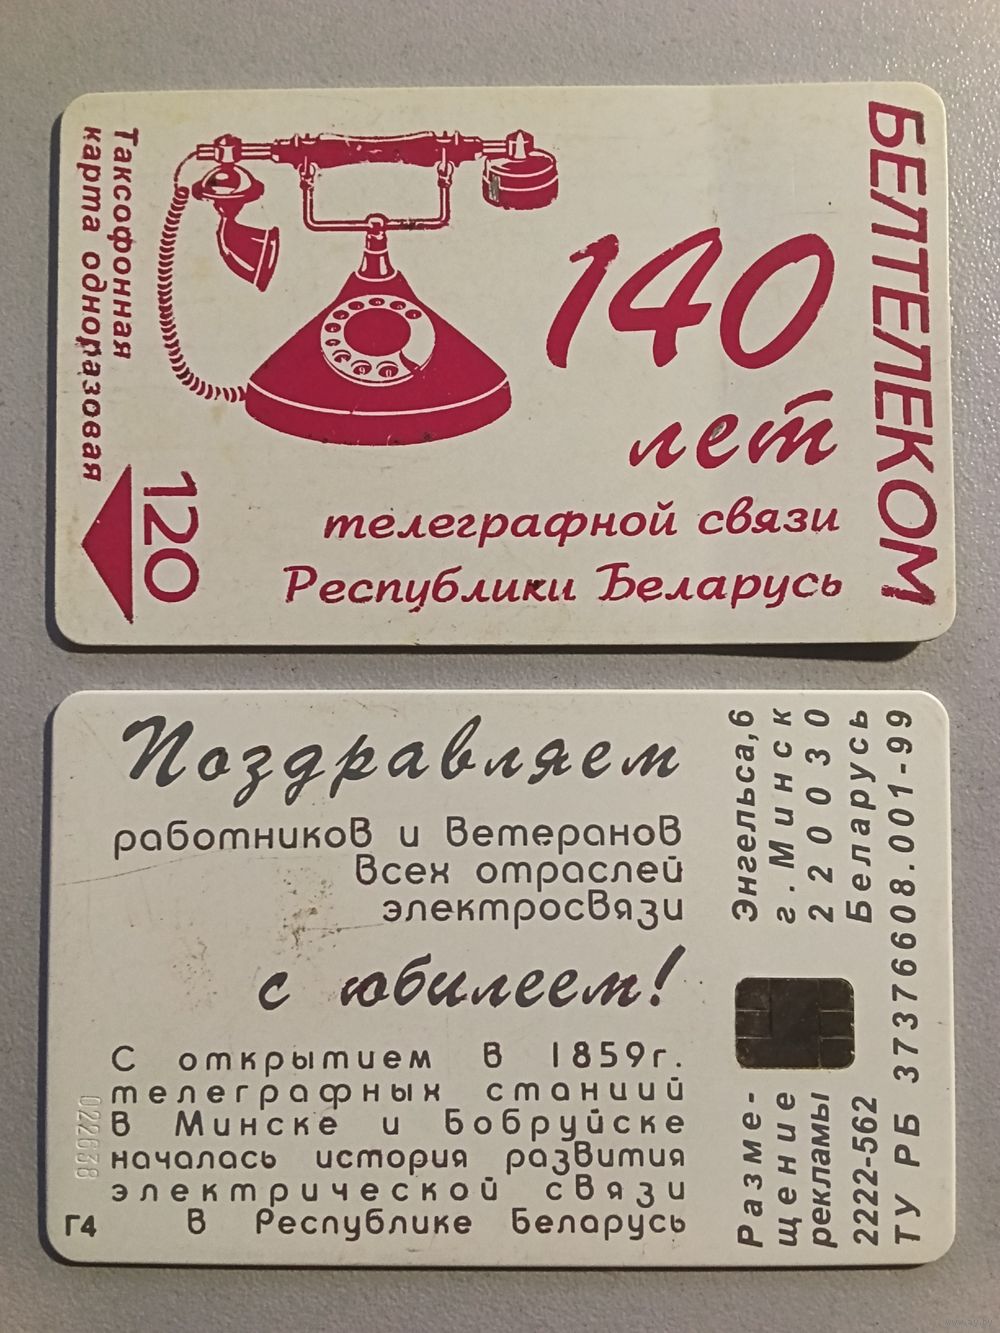 БЕЛТЕЛЕКОМ
Таксофонная
карта одноразовая
120
140
лет
телеграфной связи
Республики Беларусь
Поздравляем
работников и ветеранов
всех отраслей
электросвязи
с юбилеем!
С открытием в 1859г.
телеграфных станций
в Минске и Бобруйске
началась история развития
электрической связи
в Республике Беларусь
Г4
022638
Энгельса,6
г.Минск
220030
Беларусь
Разме-
щение
рекламы
2222-562
ТУ РБ 37376608.001-99